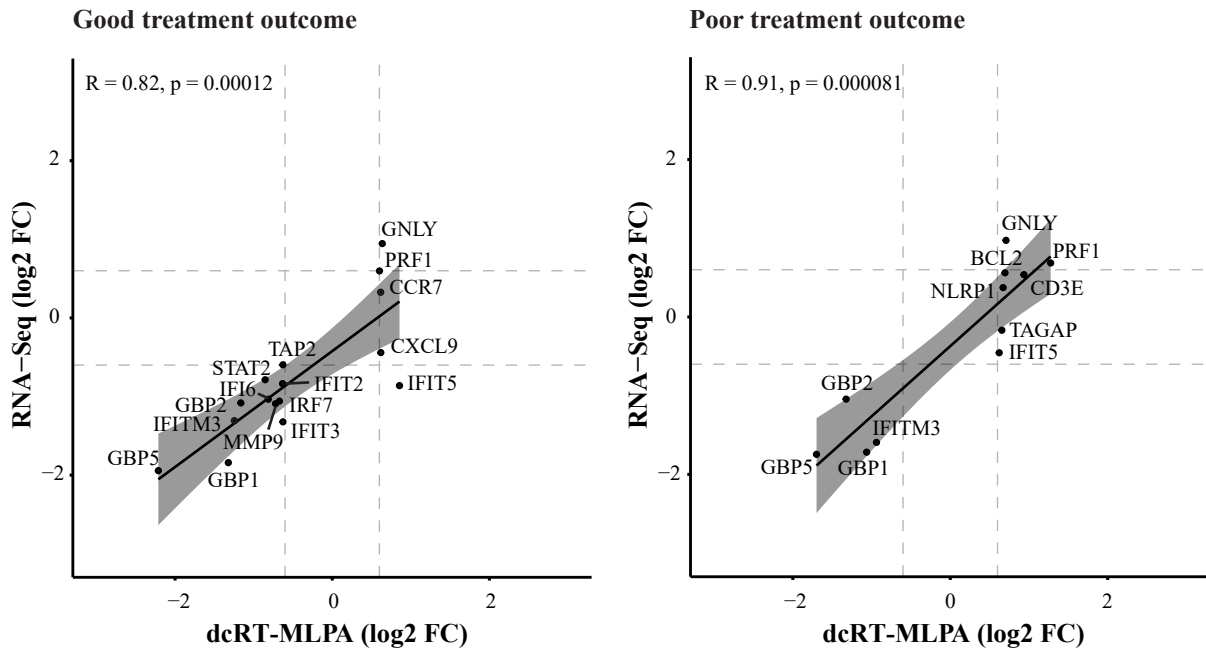 Good treatment outcome
R = 0.82, p = 0.00012
RNA−Seq (log2 FC)
2
0
−2
GNLY
PRF1
CCR7
CXCL9
IFIT5
TAP2
STAT2
IFIT2
IFI6
GBP2
IRF7
IFITM3
MMP9
IFIT3
GBP5
GBP1
−2
0
2
dcRT-MLPA (log2 FC)
Poor treatment outcome
R = 0.91, p = 0.000081
RNA−Seq (log2 FC)
2
0
−2
GNLY
BCL2
PRF1
NLRP1
CD3E
TAGAP
IFIT5
GBP2
IFITM3
GBP5
GBP1
−2
0
2
dcRT-MLPA (log2 FC)